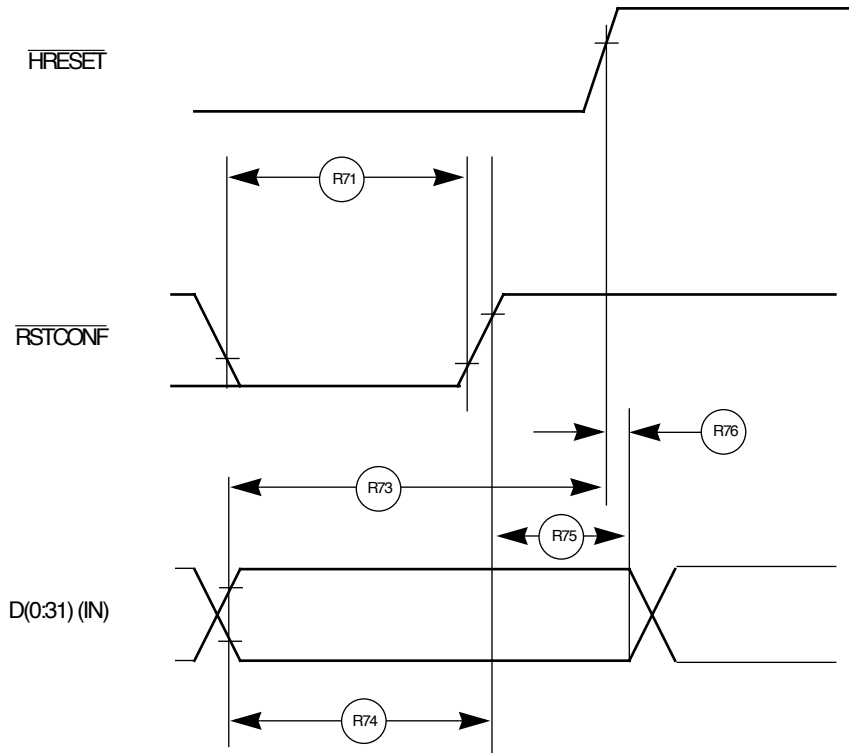 HRESET
R71
RSTCONF
R76
R73
R75
D(0:31) (IN)
R74